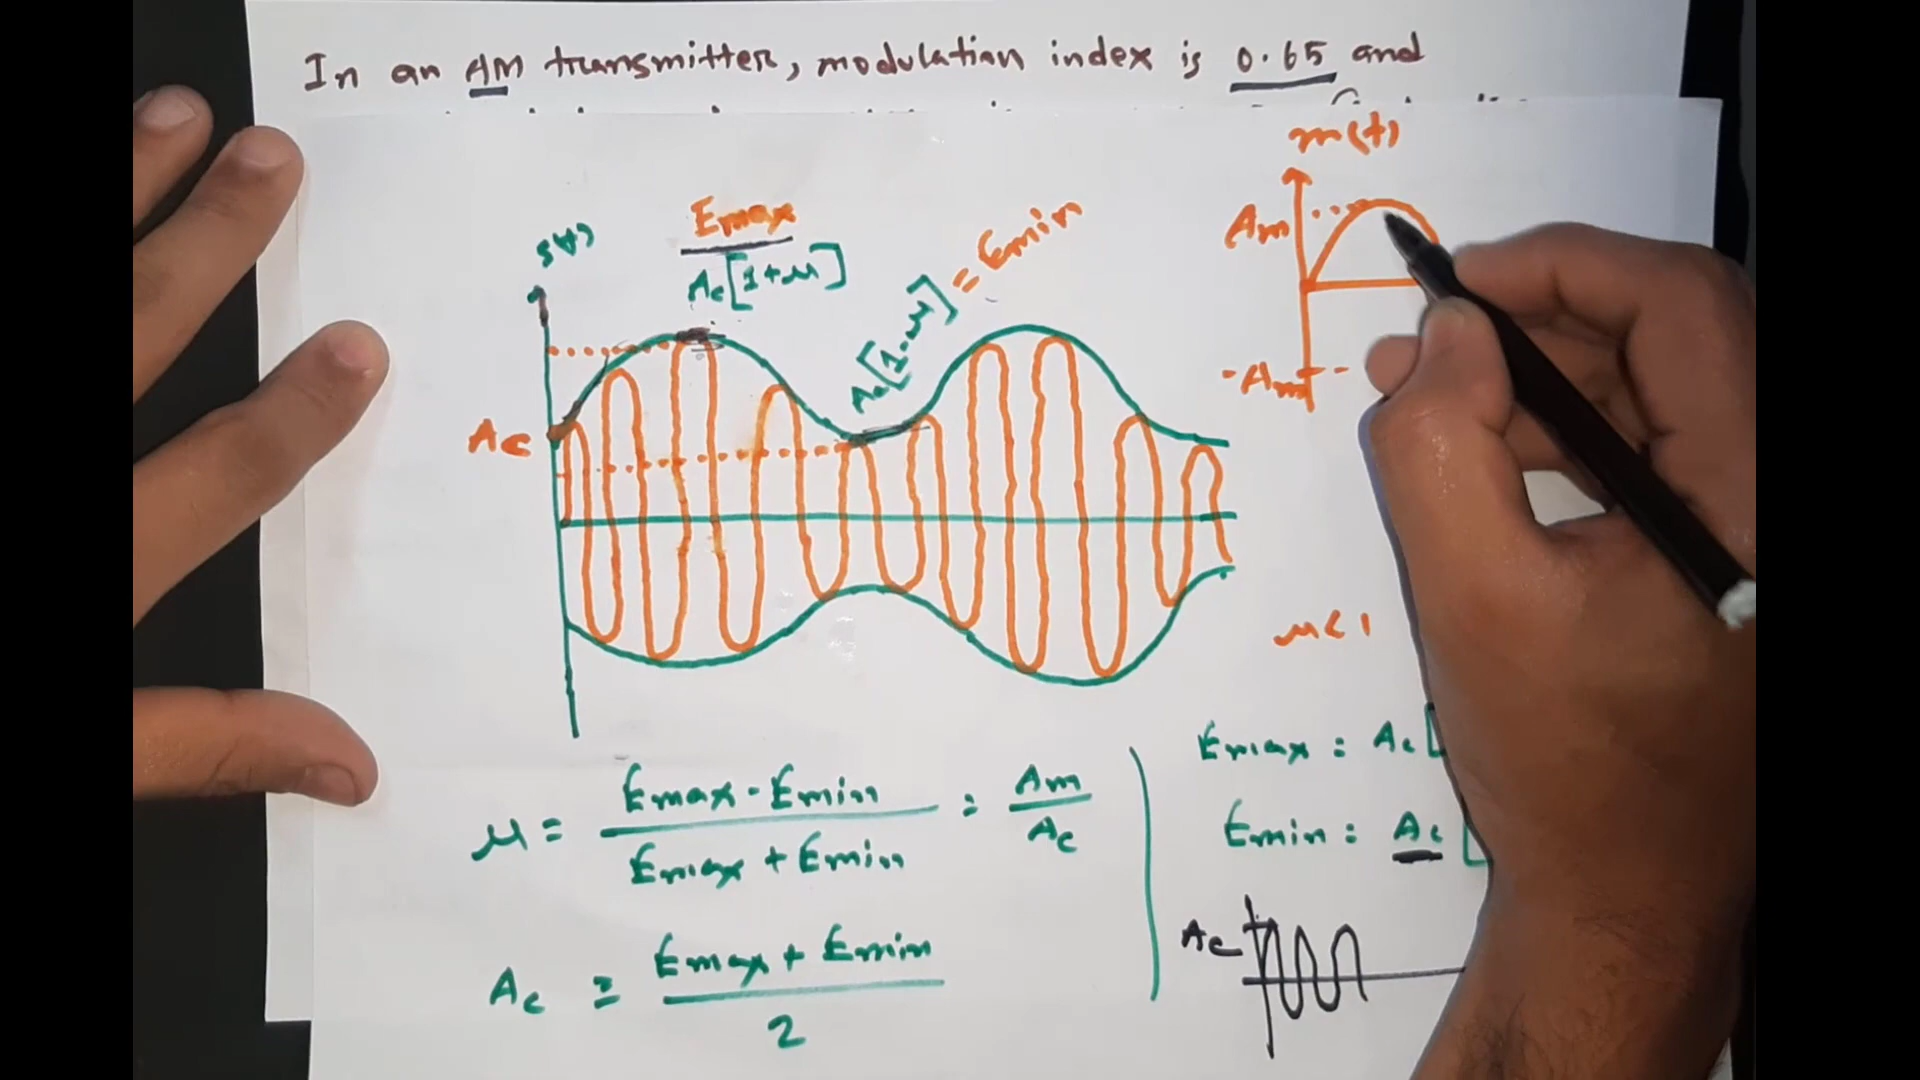 In an AM transmitter, modulation index is 0.65 and
m(t)
Am
-Am
s(t)
Emax
Ac[1+μ]
Ac[1-μ] = Emin
Ac
μ<1
μ = Emax - Emin / Emax + Emin = Am / Ac
Ac = Emax + Emin / 2
Emax = Ac[
Emin = Ac[
Ac